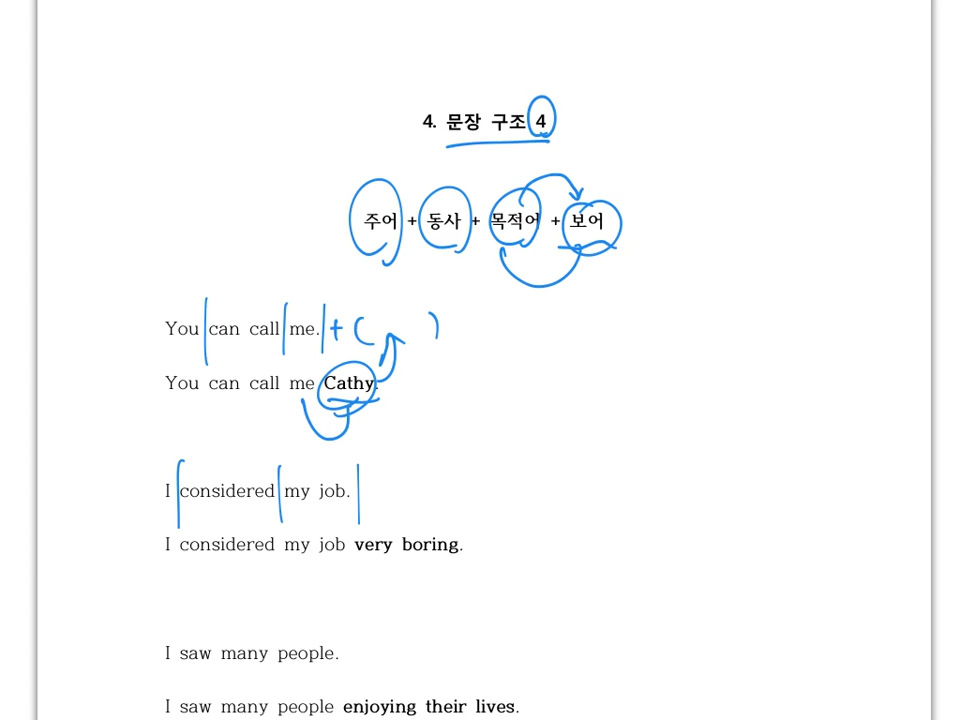 4. 문장 구조 4
주어 + 동사 + 목적어 + 보어
You can call me. + ( )
You can call me Cathy.
I considered my job.
I considered my job very boring.
I saw many people.
I saw many people enjoying their lives.